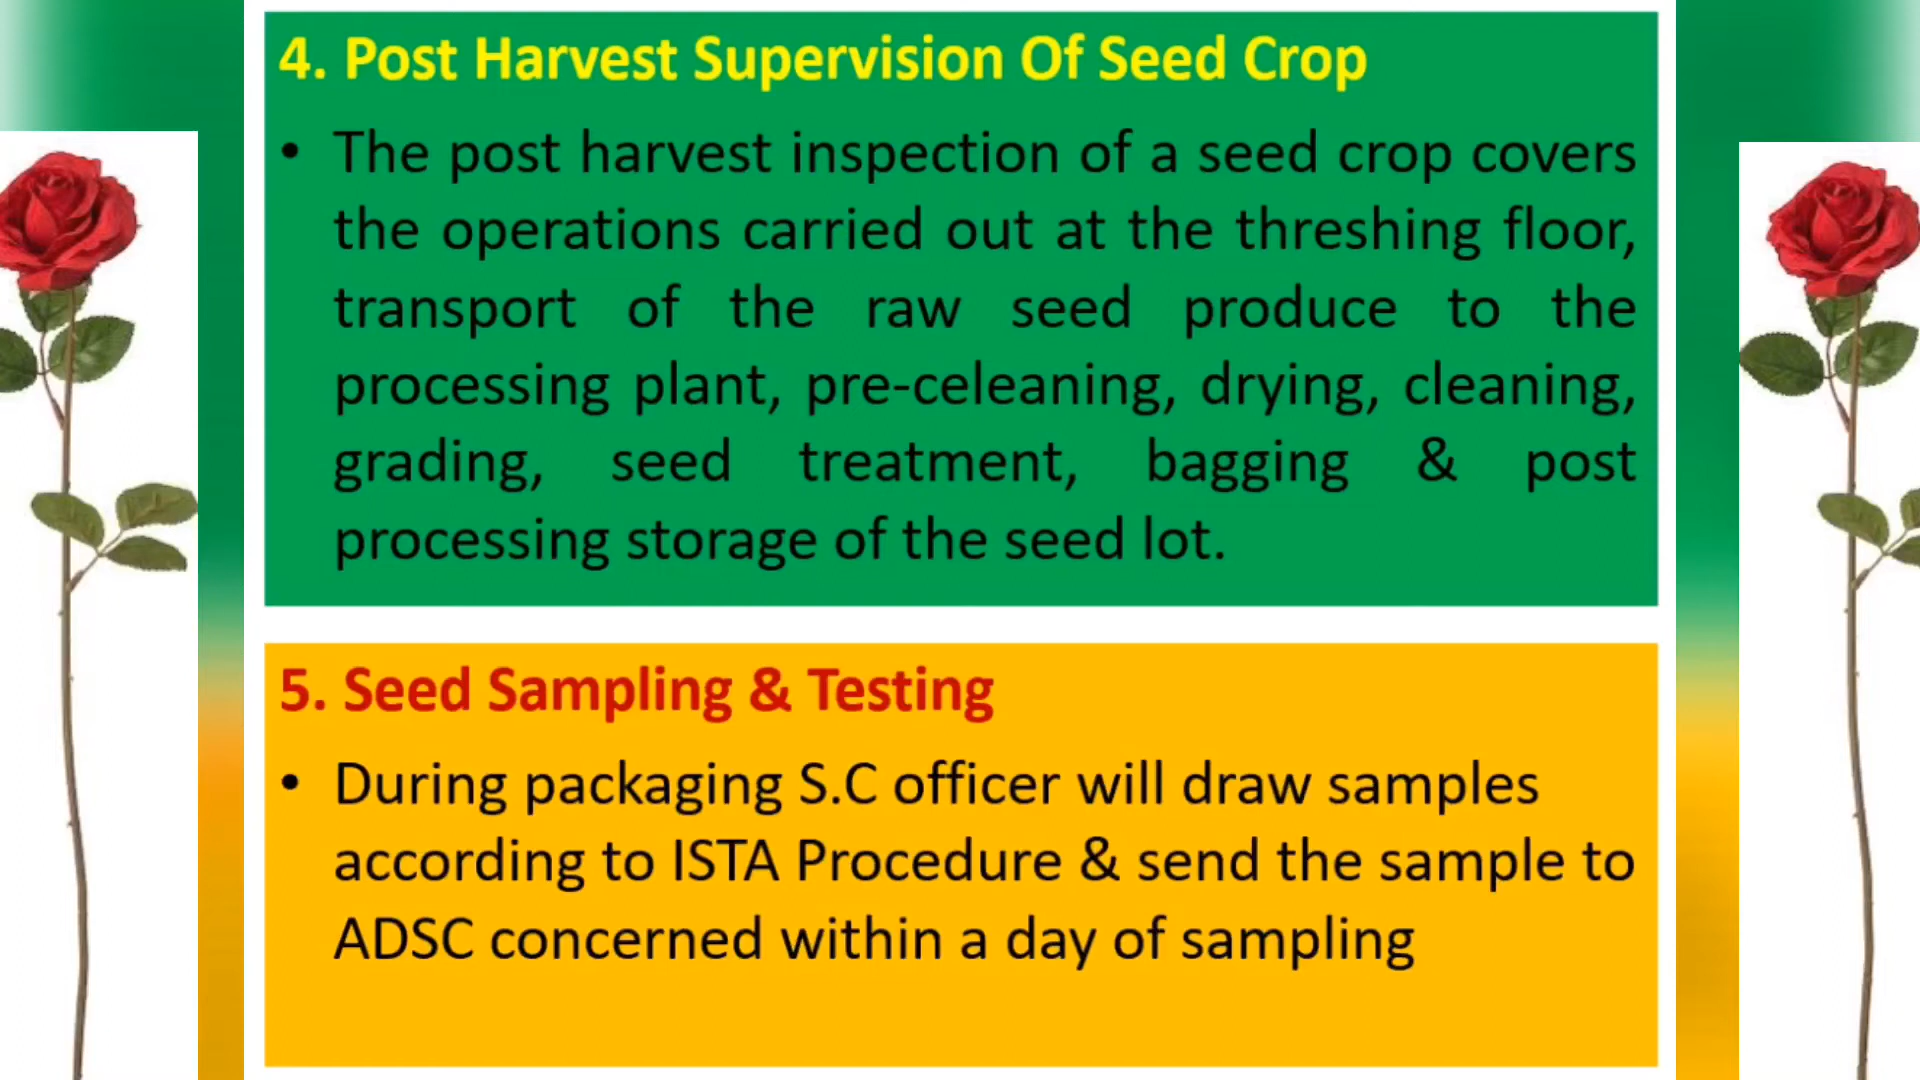 4. Post Harvest Supervision Of Seed Crop
• The post harvest inspection of a seed crop covers
the operations carried out at the threshing floor,
transport of the raw seed produce to the
processing plant, pre-celeaning, drying, cleaning,
grading, seed treatment, bagging & post
processing storage of the seed lot.
5. Seed Sampling & Testing
• During packaging S.C officer will draw samples
according to ISTA Procedure & send the sample to
ADSC concerned within a day of sampling